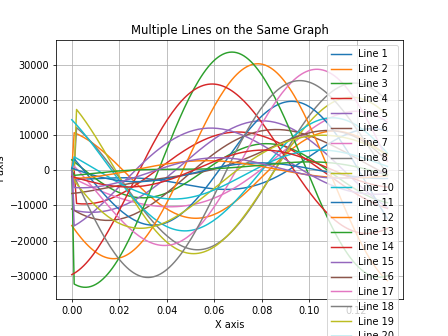 Multiple Lines on the Same Graph
30000
20000
10000
0
−10000
−20000
−30000
0.00
0.02
0.04
0.06
0.08
0.10
X axis
Line 1
Line 2
Line 3
Line 4
Line 5
Line 6
Line 7
Line 8
Line 9
Line 10
Line 11
Line 12
Line 13
Line 14
Line 15
Line 16
Line 17
Line 18
Line 19
Line 20